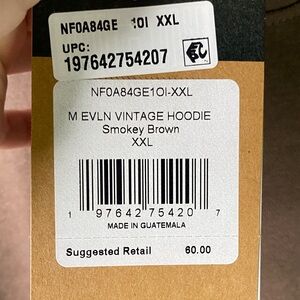 NF0A84GE 1OI XXL
UPC:
197642754207
NF0A84GE1OI-XXL
M EVLN VINTAGE HOODIE
Smokey Brown
XXL
1 97642 75420 7
MADE IN GUATEMALA
Suggested Retail 60.00